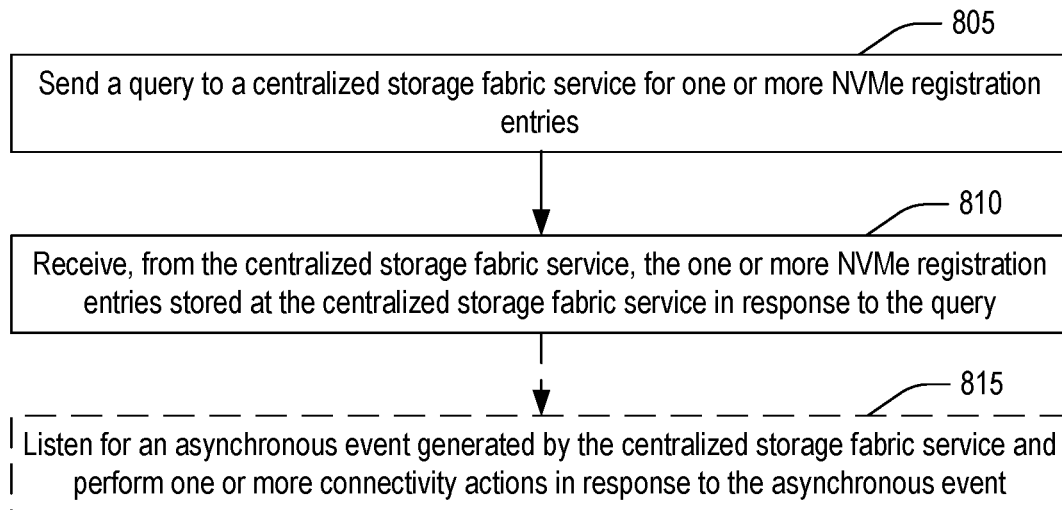 805
Send a query to a centralized storage fabric service for one or more NVMe registration
entries
810
Receive, from the centralized storage fabric service, the one or more NVMe registration
entries stored at the centralized storage fabric service in response to the query
815
Listen for an asynchronous event generated by the centralized storage fabric service and
perform one or more connectivity actions in response to the asynchronous event